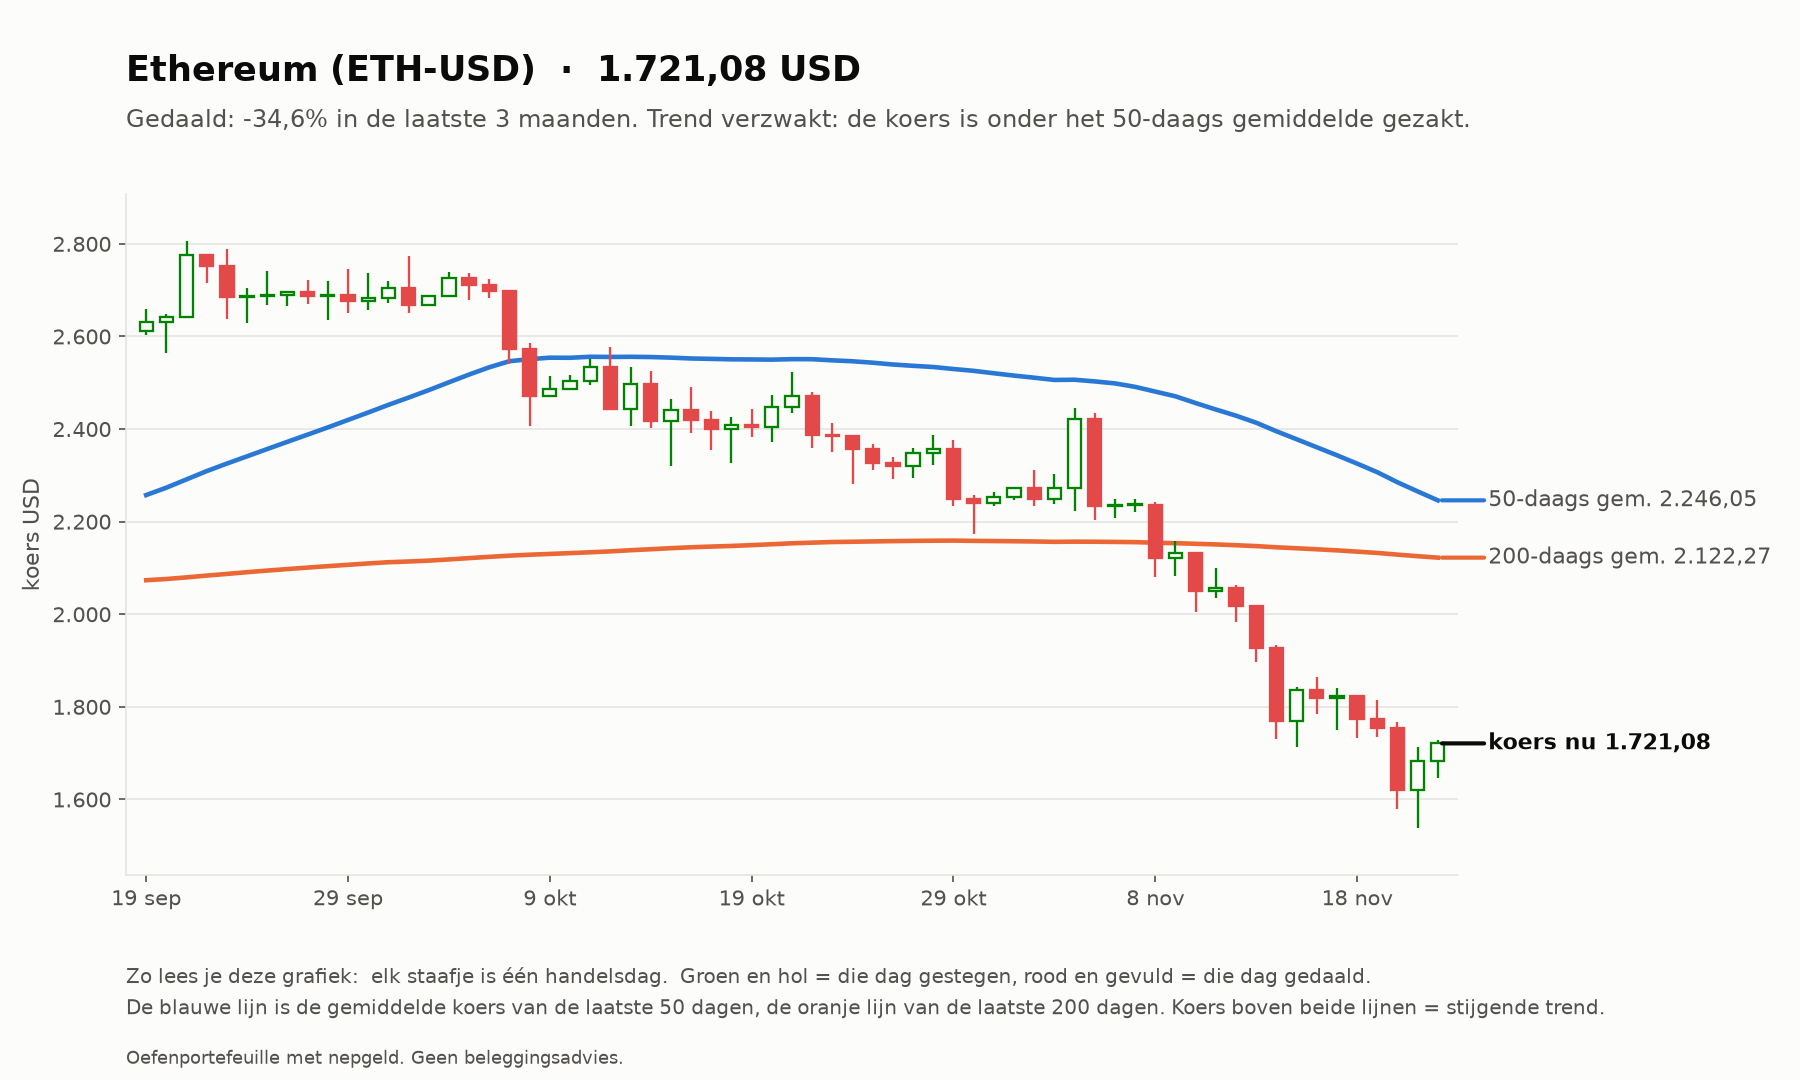 Ethereum (ETH-USD) · 1.721,08 USD
Gedaald: -34,6% in de laatste 3 maanden. Trend verzwakt: de koers is onder het 50-daags gemiddelde gezakt.
koers USD
2.800
2.600
2.400
2.200
2.000
1.800
1.600
50-daags gem. 2.246,05
200-daags gem. 2.122,27
koers nu 1.721,08
19 sep
29 sep
9 okt
19 okt
29 okt
8 nov
18 nov
Zo lees je deze grafiek: elk staafje is één handelsdag. Groen en hol = die dag gestegen, rood en gevuld = die dag gedaald.
De blauwe lijn is de gemiddelde koers van de laatste 50 dagen, de oranje lijn van de laatste 200 dagen. Koers boven beide lijnen = stijgende trend.
Oefenportefeuille met nepgeld. Geen beleggingsadvies.